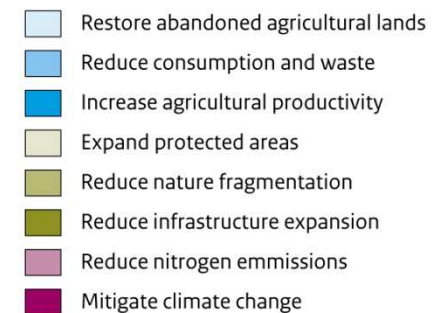 Restore abandoned agricultural lands
Reduce consumption and waste
Increase agricultural productivity
Expand protected areas
Reduce nature fragmentation
Reduce infrastructure expansion
Reduce nitrogen emmissions
Mitigate climate change